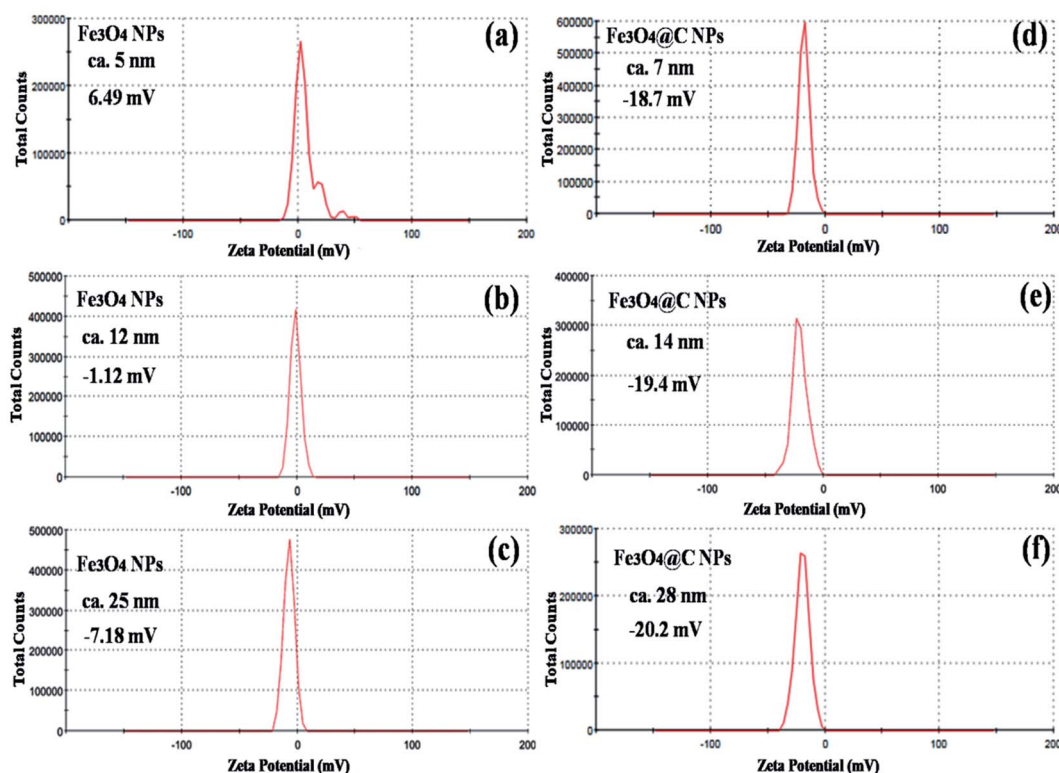 300000
200000
100000
0
-100
0
100
200
Total Counts
Zeta Potential (mV)
Fe3O4 NPs
ca. 5 nm
6.49 mV
(a)
600000
500000
400000
300000
200000
100000
0
-100
0
100
200
Total Counts
Zeta Potential (mV)
Fe3O4@C NPs
ca. 7 nm
-18.7 mV
(d)
500000
400000
300000
200000
100000
0
-100
0
100
200
Total Counts
Zeta Potential (mV)
Fe3O4 NPs
ca. 12 nm
-1.12 mV
(b)
400000
300000
200000
100000
0
-100
0
100
200
Total Counts
Zeta Potential (mV)
Fe3O4@C NPs
ca. 14 nm
-19.4 mV
(e)
500000
400000
300000
200000
100000
0
-100
0
100
200
Total Counts
Zeta Potential (mV)
Fe3O4 NPs
ca. 25 nm
-7.18 mV
(c)
300000
200000
100000
0
-100
0
100
200
Total Counts
Zeta Potential (mV)
Fe3O4@C NPs
ca. 28 nm
-20.2 mV
(f)